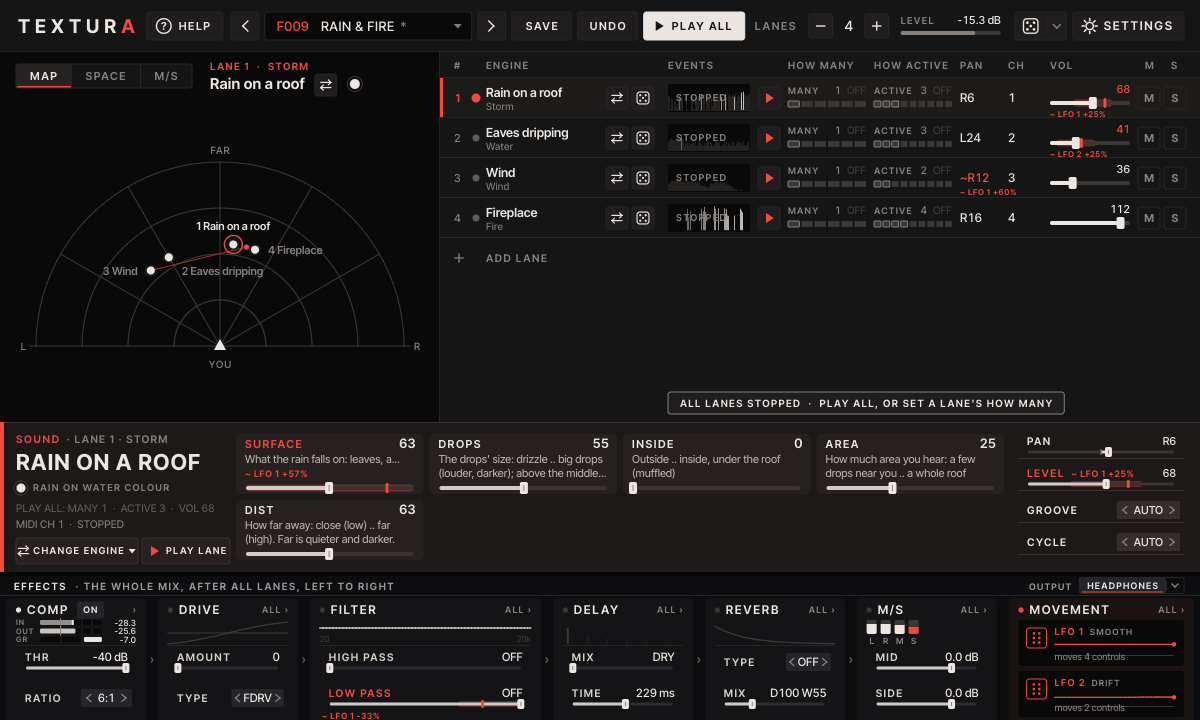 TEXTURA HELP F009 RAIN & FIRE * SAVE UNDO PLAY ALL LANES 4 LEVEL -15.3 dB SETTINGS
MAP SPACE M/S
LANE 1 · STORM
Rain on a roof
FAR
1 Rain on a roof
4 Fireplace
3 Wind
2 Eaves dripping
L
R
YOU
# ENGINE EVENTS HOW MANY HOW ACTIVE PAN CH VOL M S
1 Rain on a roof STOPPED MANY 1 OFF ACTIVE 3 OFF R6 1 68 M S
Storm
~ LFO 1 +25%
2 Eaves dripping STOPPED MANY 1 OFF ACTIVE 3 OFF L24 2 41 M S
Water
~ LFO 2 +25%
3 Wind STOPPED MANY 1 OFF ACTIVE 2 OFF ~R12 3 36 M S
Wind
~ LFO 1 +60%
4 Fireplace STOPPED MANY 1 OFF ACTIVE 4 OFF R16 4 112 M S
Fire
+ ADD LANE
ALL LANES STOPPED · PLAY ALL, OR SET A LANE'S HOW MANY
SOUND · LANE 1 · STORM
RAIN ON A ROOF
RAIN ON WATER COLOUR
PLAY ALL: MANY 1 · ACTIVE 3 · VOL 68
MIDI CH 1 · STOPPED
CHANGE ENGINE PLAY LANE
SURFACE 63
What the rain falls on: leaves, a...
~ LFO 1 +57%
DROPS 55
The drops' size: drizzle .. big drops
(louder, darker); above the middle...
INSIDE 0
Outside .. inside, under the roof
(muffled)
AREA 25
How much area you hear: a few
drops near you .. a whole roof
DIST 63
How far away: close (low) .. far
(high). Far is quieter and darker.
PAN R6
LEVEL ~ LFO 1 +25% 68
GROOVE < AUTO >
CYCLE < AUTO >
EFFECTS · THE WHOLE MIX, AFTER ALL LANES, LEFT TO RIGHT
OUTPUT HEADPHONES
COMP ON ›
IN -28.3
OUT -25.6
GR -7.0
THR -40 dB
RATIO < 6:1 >
DRIVE ALL ›
AMOUNT 0
TYPE < FDRV >
FILTER ALL ›
20 20k
HIGH PASS OFF
LOW PASS OFF
~ LFO 1 -33%
DELAY ALL ›
MIX DRY
TIME 229 ms
REVERB ALL ›
TYPE < OFF >
MIX D100 W55
M/S ALL ›
L R M S
MID 0.0 dB
SIDE 0.0 dB
MOVEMENT ALL ›
LFO 1 SMOOTH
moves 4 controls
LFO 2 DRIFT
moves 2 controls